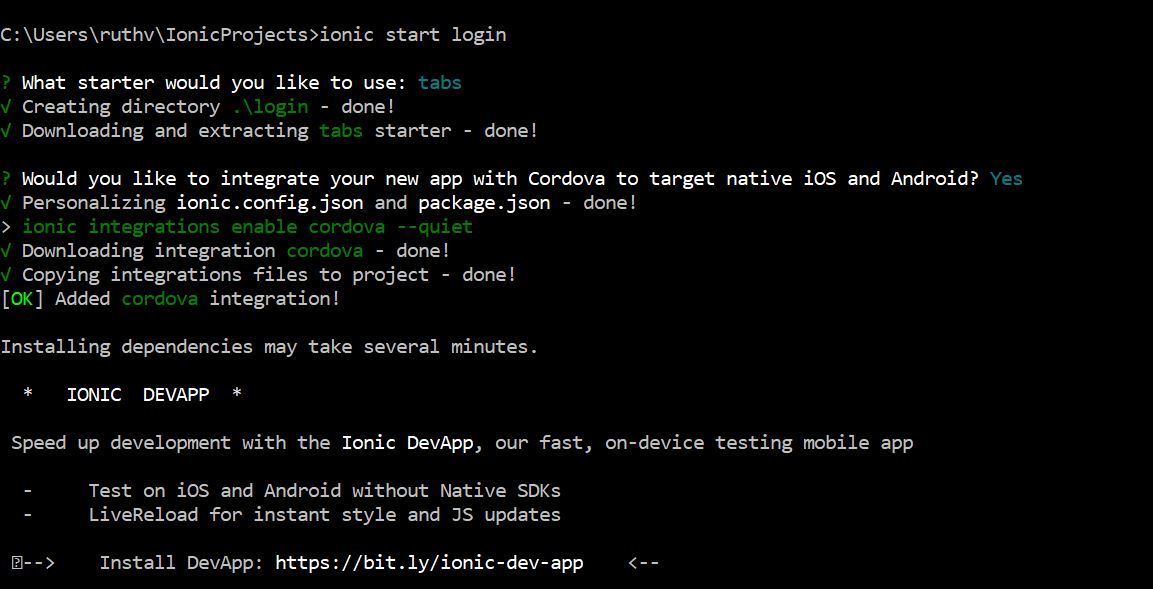 C:\Users\ruthv\IonicProjects>ionic start login
? What starter would you like to use: tabs
√ Creating directory .\login - done!
√ Downloading and extracting tabs starter - done!
? Would you like to integrate your new app with Cordova to target native iOS and Android? Yes
√ Personalizing ionic.config.json and package.json - done!
> ionic integrations enable cordova --quiet
√ Downloading integration cordova - done!
√ Copying integrations files to project - done!
[OK] Added cordova integration!
Installing dependencies may take several minutes.
* IONIC DEVAPP *
Speed up development with the Ionic DevApp, our fast, on-device testing mobile app
- Test on iOS and Android without Native SDKs
- LiveReload for instant style and JS updates
--> Install DevApp: https://bit.ly/ionic-dev-app <--